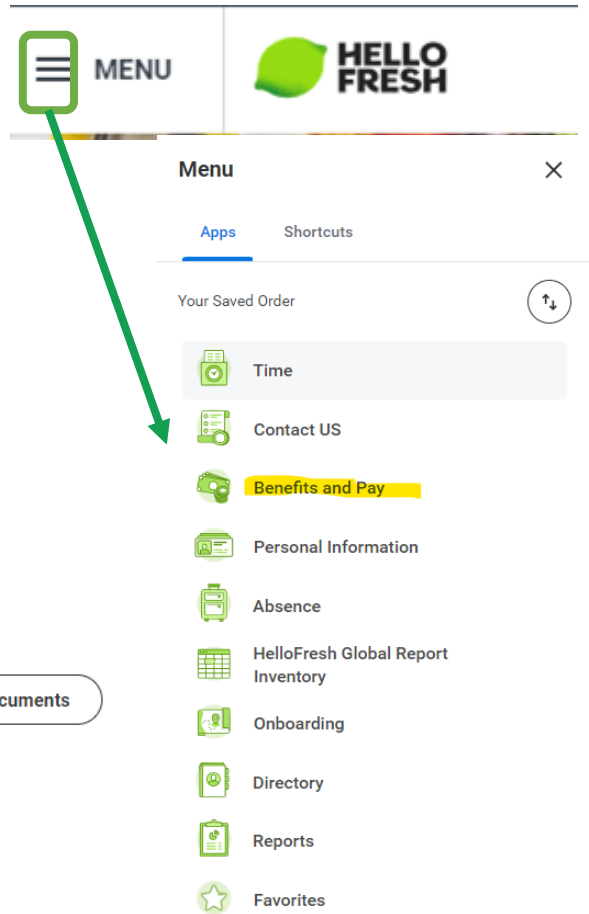 MENU
HELLO
FRESH
Menu
Apps
Shortcuts
Your Saved Order
Time
Contact US
Benefits and Pay
Personal Information
Absence
HelloFresh Global Report
Inventory
cuments
Onboarding
Directory
Reports
Favorites